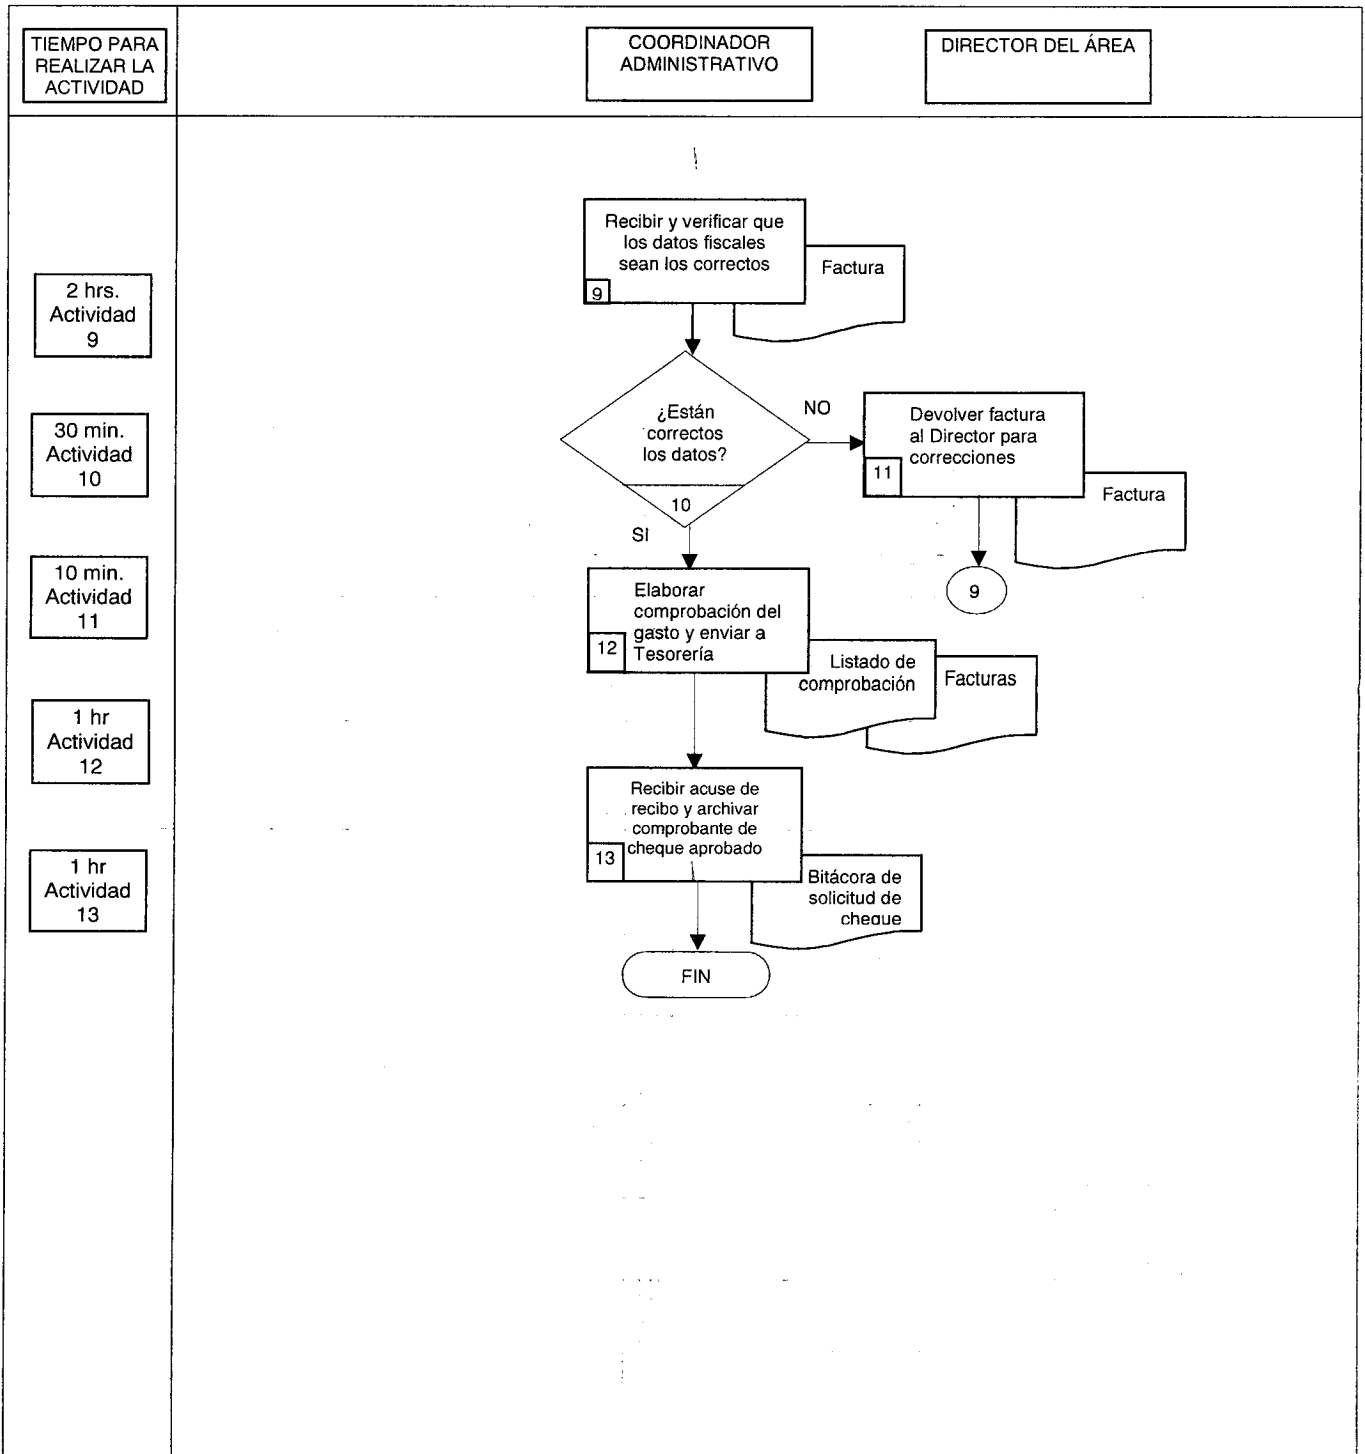 TIEMPO PARA
REALIZAR LA
ACTIVIDAD
COORDINADOR
ADMINISTRATIVO
DIRECTOR DEL ÁREA
2 hrs.
Actividad
9
30 min.
Actividad
10
10 min.
Actividad
11
1 hr
Actividad
12
1 hr
Actividad
13
Recibir y verificar que
los datos fiscales
sean los correctos
9
Factura
¿Están
correctos
los datos?
10
NO
SI
Devolver factura
al Director para
correcciones
11
Factura
9
Elaborar
comprobación del
gasto y enviar a
Tesorería
12
Listado de
comprobación
Facturas
Recibir acuse de
recibo y archivar
comprobante de
cheque aprobado
13
Bitácora de
solicitud de
cheque
FIN